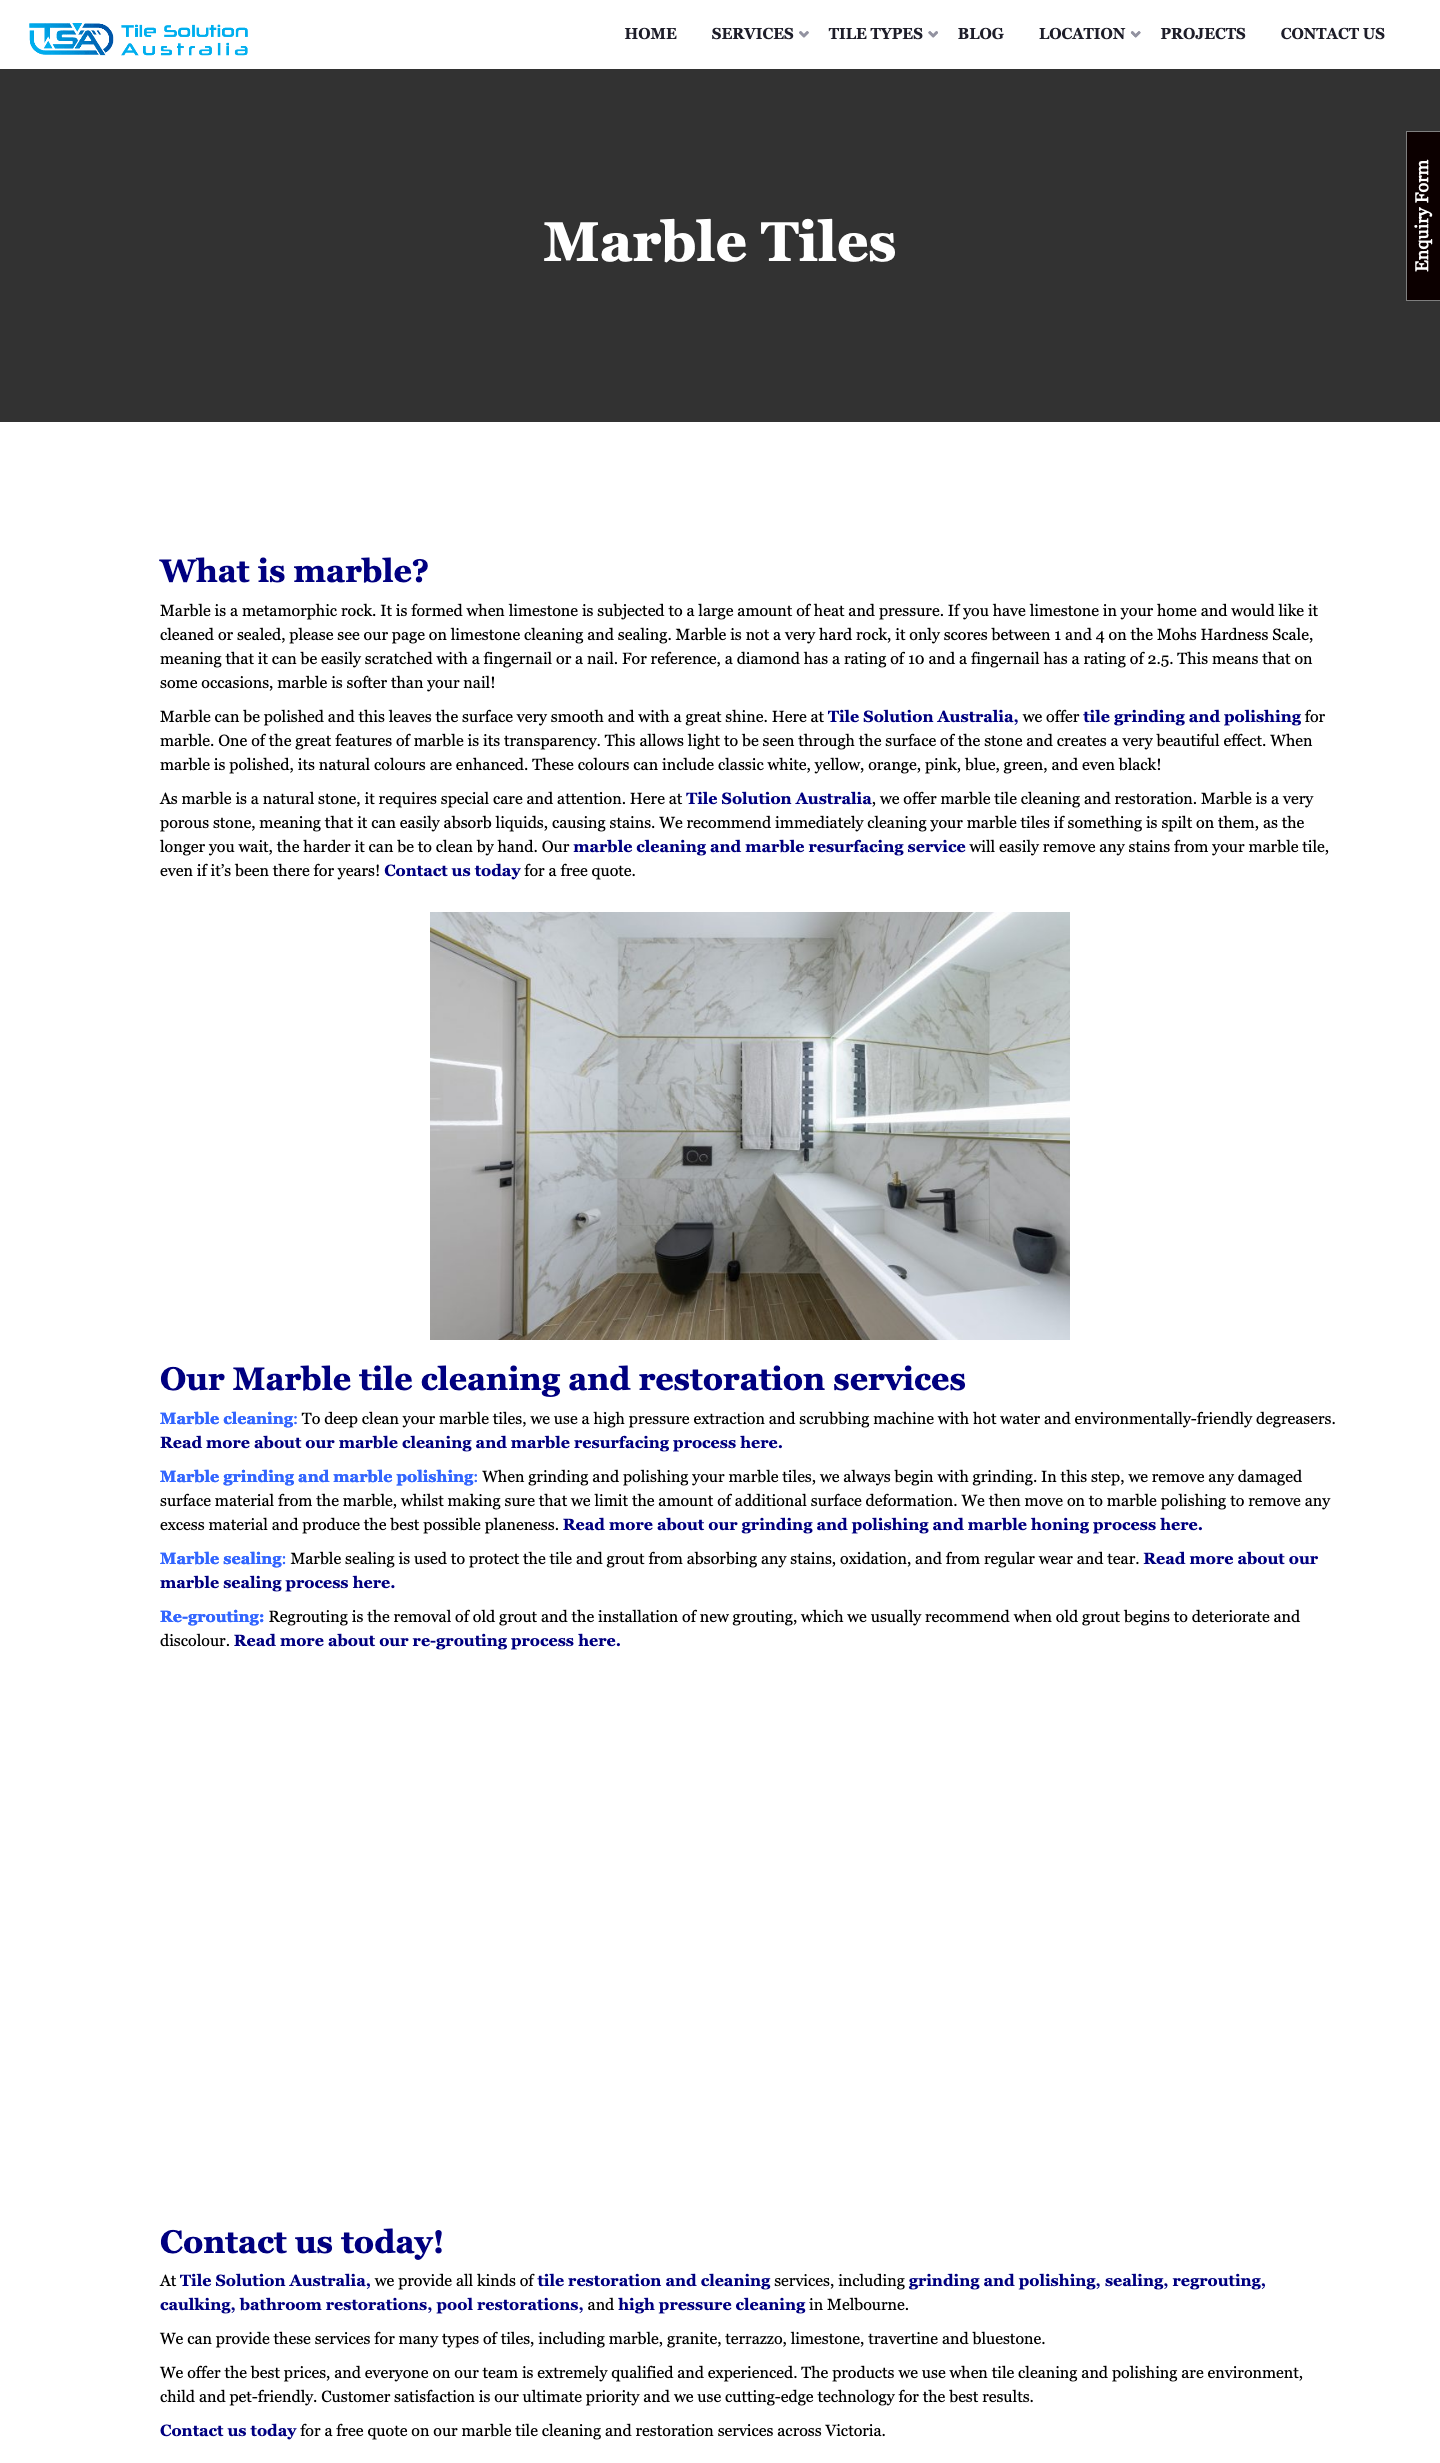 TSA Tile Solution
Australia
HOME SERVICES TILE TYPES BLOG LOCATION PROJECTS CONTACT US
Enquiry Form
Marble Tiles
What is marble?
Marble is a metamorphic rock. It is formed when limestone is subjected to a large amount of heat and pressure. If you have limestone in your home and would like it
cleaned or sealed, please see our page on limestone cleaning and sealing. Marble is not a very hard rock, it only scores between 1 and 4 on the Mohs Hardness Scale,
meaning that it can be easily scratched with a fingernail or a nail. For reference, a diamond has a rating of 10 and a fingernail has a rating of 2.5. This means that on
some occasions, marble is softer than your nail!
Marble can be polished and this leaves the surface very smooth and with a great shine. Here at Tile Solution Australia, we offer tile grinding and polishing for
marble. One of the great features of marble is its transparency. This allows light to be seen through the surface of the stone and creates a very beautiful effect. When
marble is polished, its natural colours are enhanced. These colours can include classic white, yellow, orange, pink, blue, green, and even black!
As marble is a natural stone, it requires special care and attention. Here at Tile Solution Australia, we offer marble tile cleaning and restoration. Marble is a very
porous stone, meaning that it can easily absorb liquids, causing stains. We recommend immediately cleaning your marble tiles if something is spilt on them, as the
longer you wait, the harder it can be to clean by hand. Our marble cleaning and marble resurfacing service will easily remove any stains from your marble tile,
even if it’s been there for years! Contact us today for a free quote.
Our Marble tile cleaning and restoration services
Marble cleaning: To deep clean your marble tiles, we use a high pressure extraction and scrubbing machine with hot water and environmentally-friendly degreasers.
Read more about our marble cleaning and marble resurfacing process here.
Marble grinding and marble polishing: When grinding and polishing your marble tiles, we always begin with grinding. In this step, we remove any damaged
surface material from the marble, whilst making sure that we limit the amount of additional surface deformation. We then move on to marble polishing to remove any
excess material and produce the best possible planeness. Read more about our grinding and polishing and marble honing process here.
Marble sealing: Marble sealing is used to protect the tile and grout from absorbing any stains, oxidation, and from regular wear and tear. Read more about our
marble sealing process here.
Re-grouting: Regrouting is the removal of old grout and the installation of new grouting, which we usually recommend when old grout begins to deteriorate and
discolour. Read more about our re-grouting process here.
Contact us today!
At Tile Solution Australia, we provide all kinds of tile restoration and cleaning services, including grinding and polishing, sealing, regrouting,
caulking, bathroom restorations, pool restorations, and high pressure cleaning in Melbourne.
We can provide these services for many types of tiles, including marble, granite, terrazzo, limestone, travertine and bluestone.
We offer the best prices, and everyone on our team is extremely qualified and experienced. The products we use when tile cleaning and polishing are environment,
child and pet-friendly. Customer satisfaction is our ultimate priority and we use cutting-edge technology for the best results.
Contact us today for a free quote on our marble tile cleaning and restoration services across Victoria.